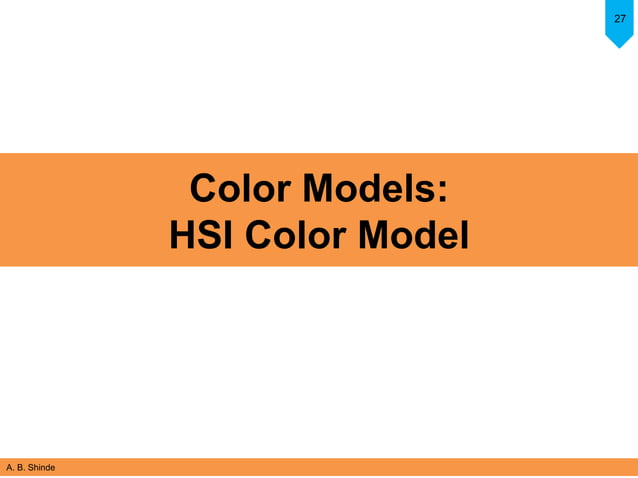 27
Color Models:
HSI Color Model
A. B. Shinde